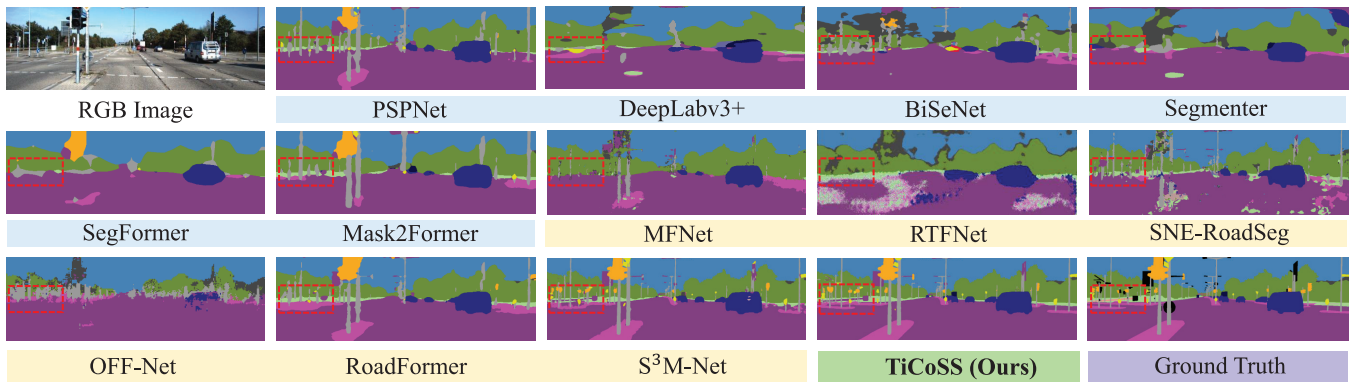 RGB Image PSPNet DeepLabv3+ BiSeNet Segmenter
SegFormer Mask2Former MFNet RTFNet SNE-RoadSeg
OFF-Net RoadFormer S³M-Net TiCoSS (Ours) Ground Truth